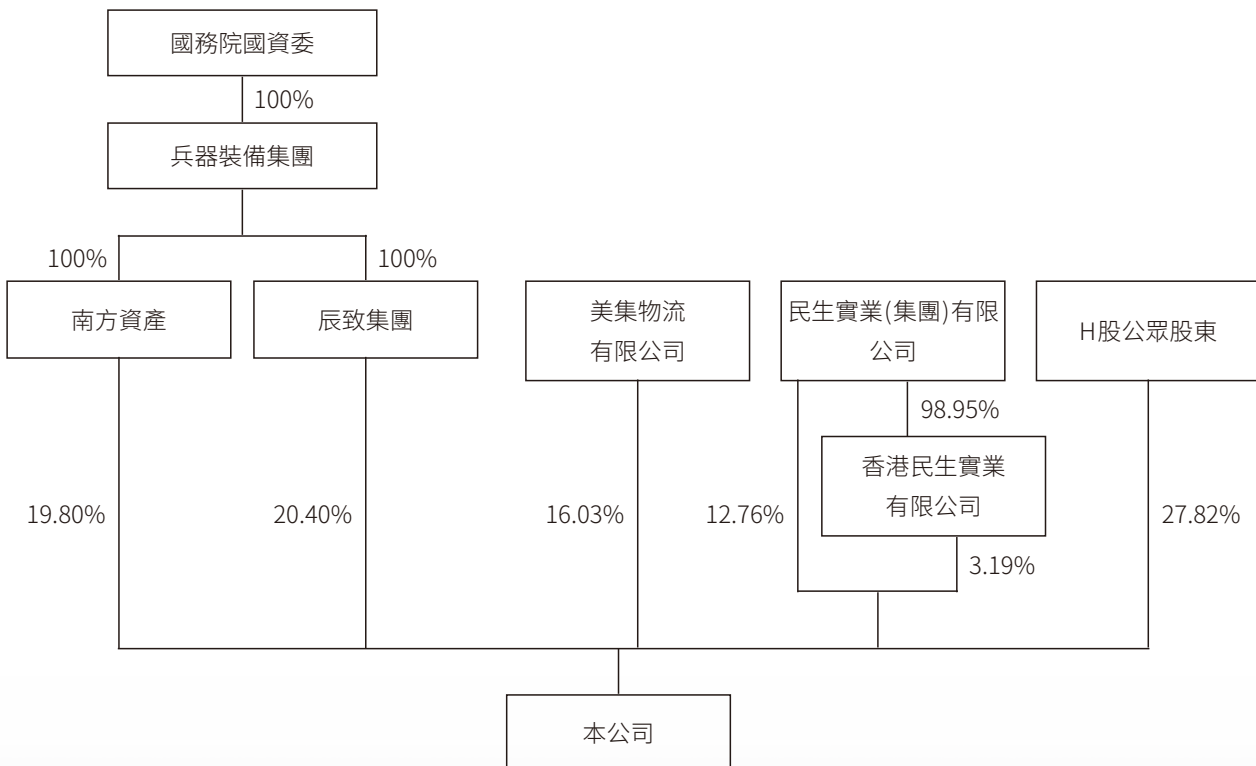 國務院國資委
100%
兵器裝備集團
100%
100%
南方資產
辰致集團
美集物流
有限公司
民生實業(集團)有限
公司
H股公眾股東
98.95%
香港民生實業
有限公司
19.80%
20.40%
16.03%
12.76%
27.82%
3.19%
本公司